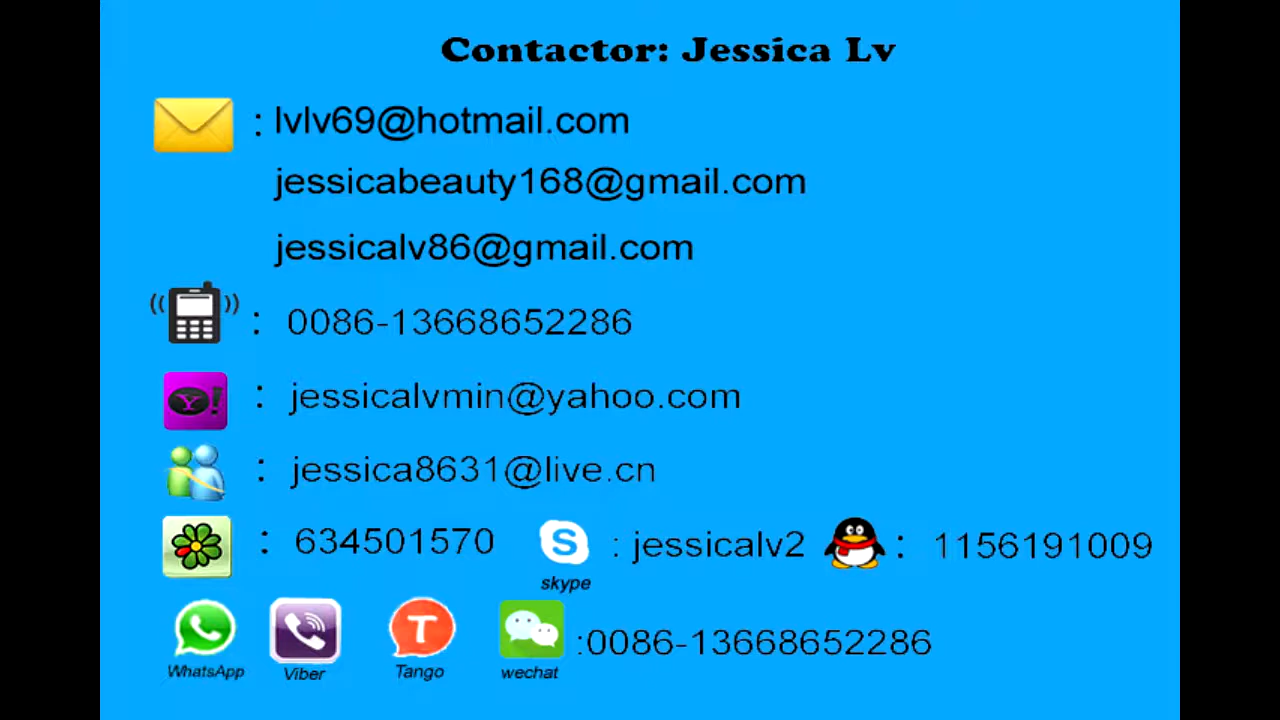 Contactor: Jessica Lv
: lvlv69@hotmail.com
jessicabeauty168@gmail.com
jessicalv86@gmail.com
: 0086-13668652286
Y! : jessicalvmin@yahoo.com
: jessica8631@live.cn
: 634501570 S skype : jessicalv2 : 1156191009
T :0086-13668652286
WhatsApp Viber Tango wechat